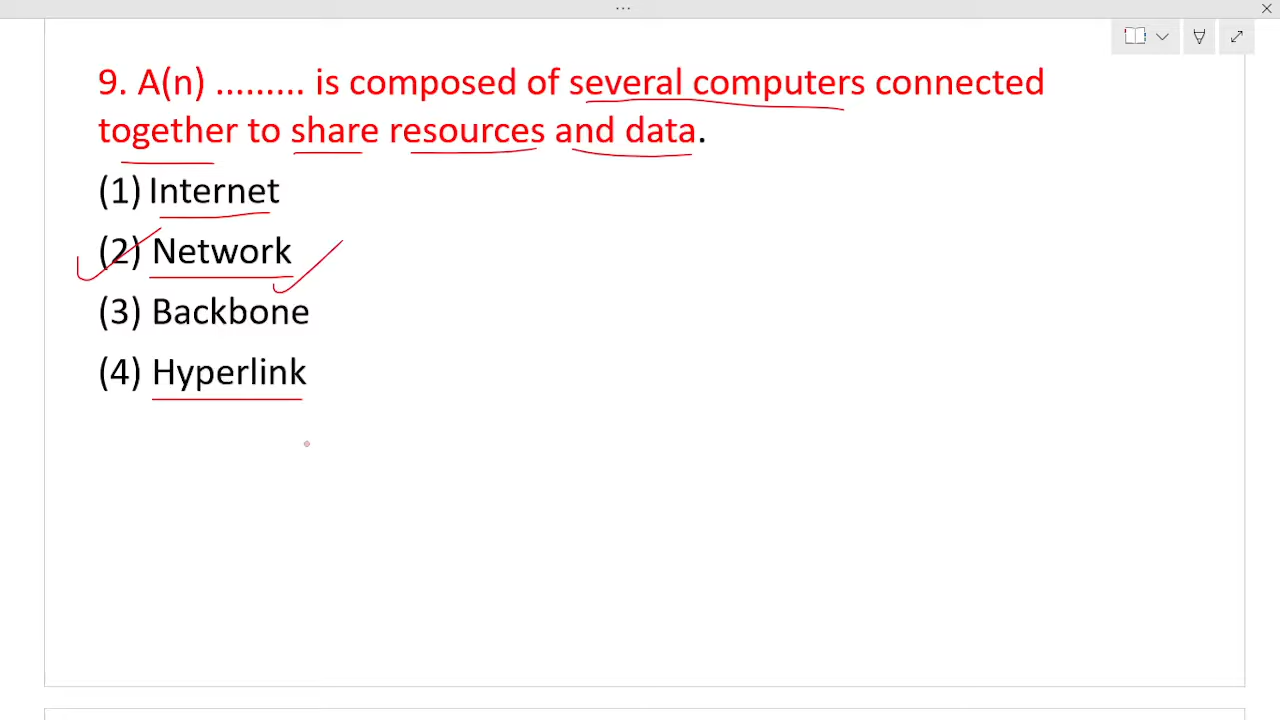 9. A(n) ......... is composed of several computers connected
together to share resources and data.
(1) Internet
(2) Network
(3) Backbone
(4) Hyperlink